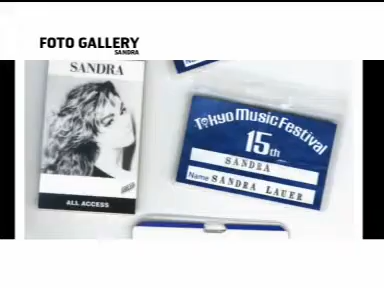 FOTO GALLERY
SANDRA
SANDRA
ALL ACCESS
Tokyo Music Festival
15th
SANDRA
Name SANDRA LAUER